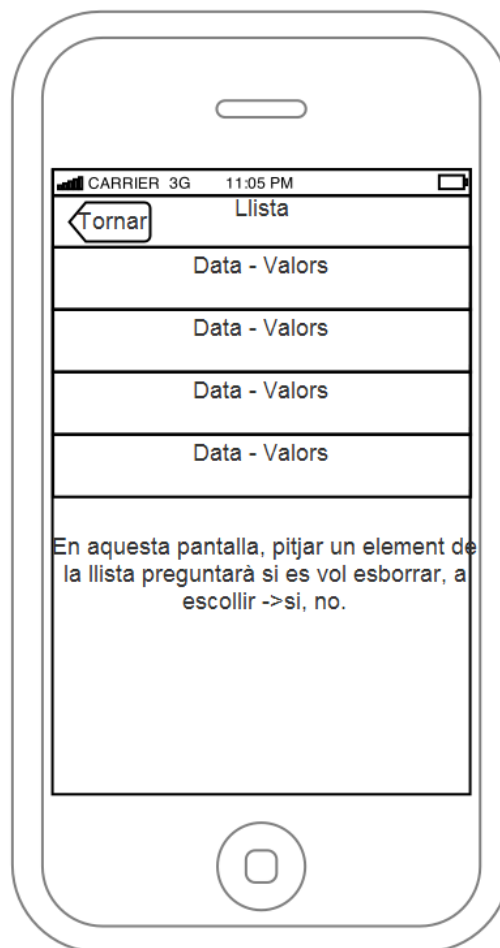 CARRIER 3G 11:05 PM
Tornar Llista
Data - Valors
Data - Valors
Data - Valors
Data - Valors
En aquesta pantalla, pitjar un element de
la llista preguntarà si es vol esborrar, a
escollir ->si, no.